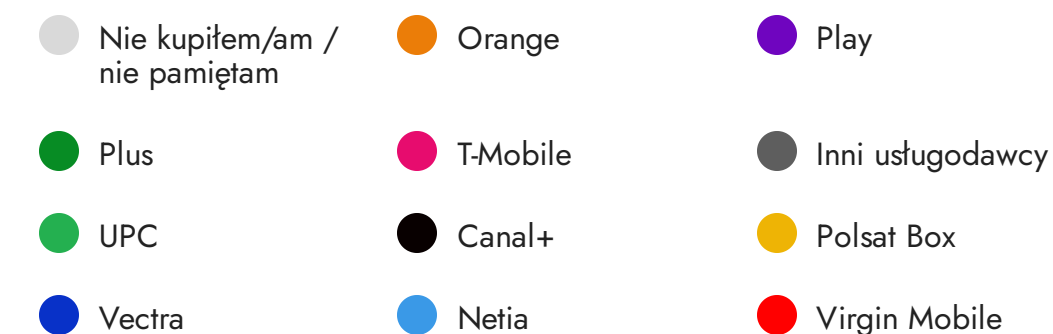 Nie kupiłem/am /
nie pamiętam
Orange
Play
Plus
T-Mobile
Inni usługodawcy
UPC
Canal+
Polsat Box
Vectra
Netia
Virgin Mobile